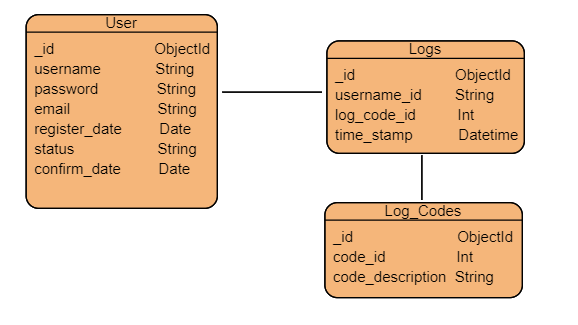 User
_id ObjectId
username String
password String
email String
register_date Date
status String
confirm_date Date
Logs
_id ObjectId
username_id String
log_code_id Int
time_stamp Datetime
Log_Codes
_id ObjectId
code_id Int
code_description String